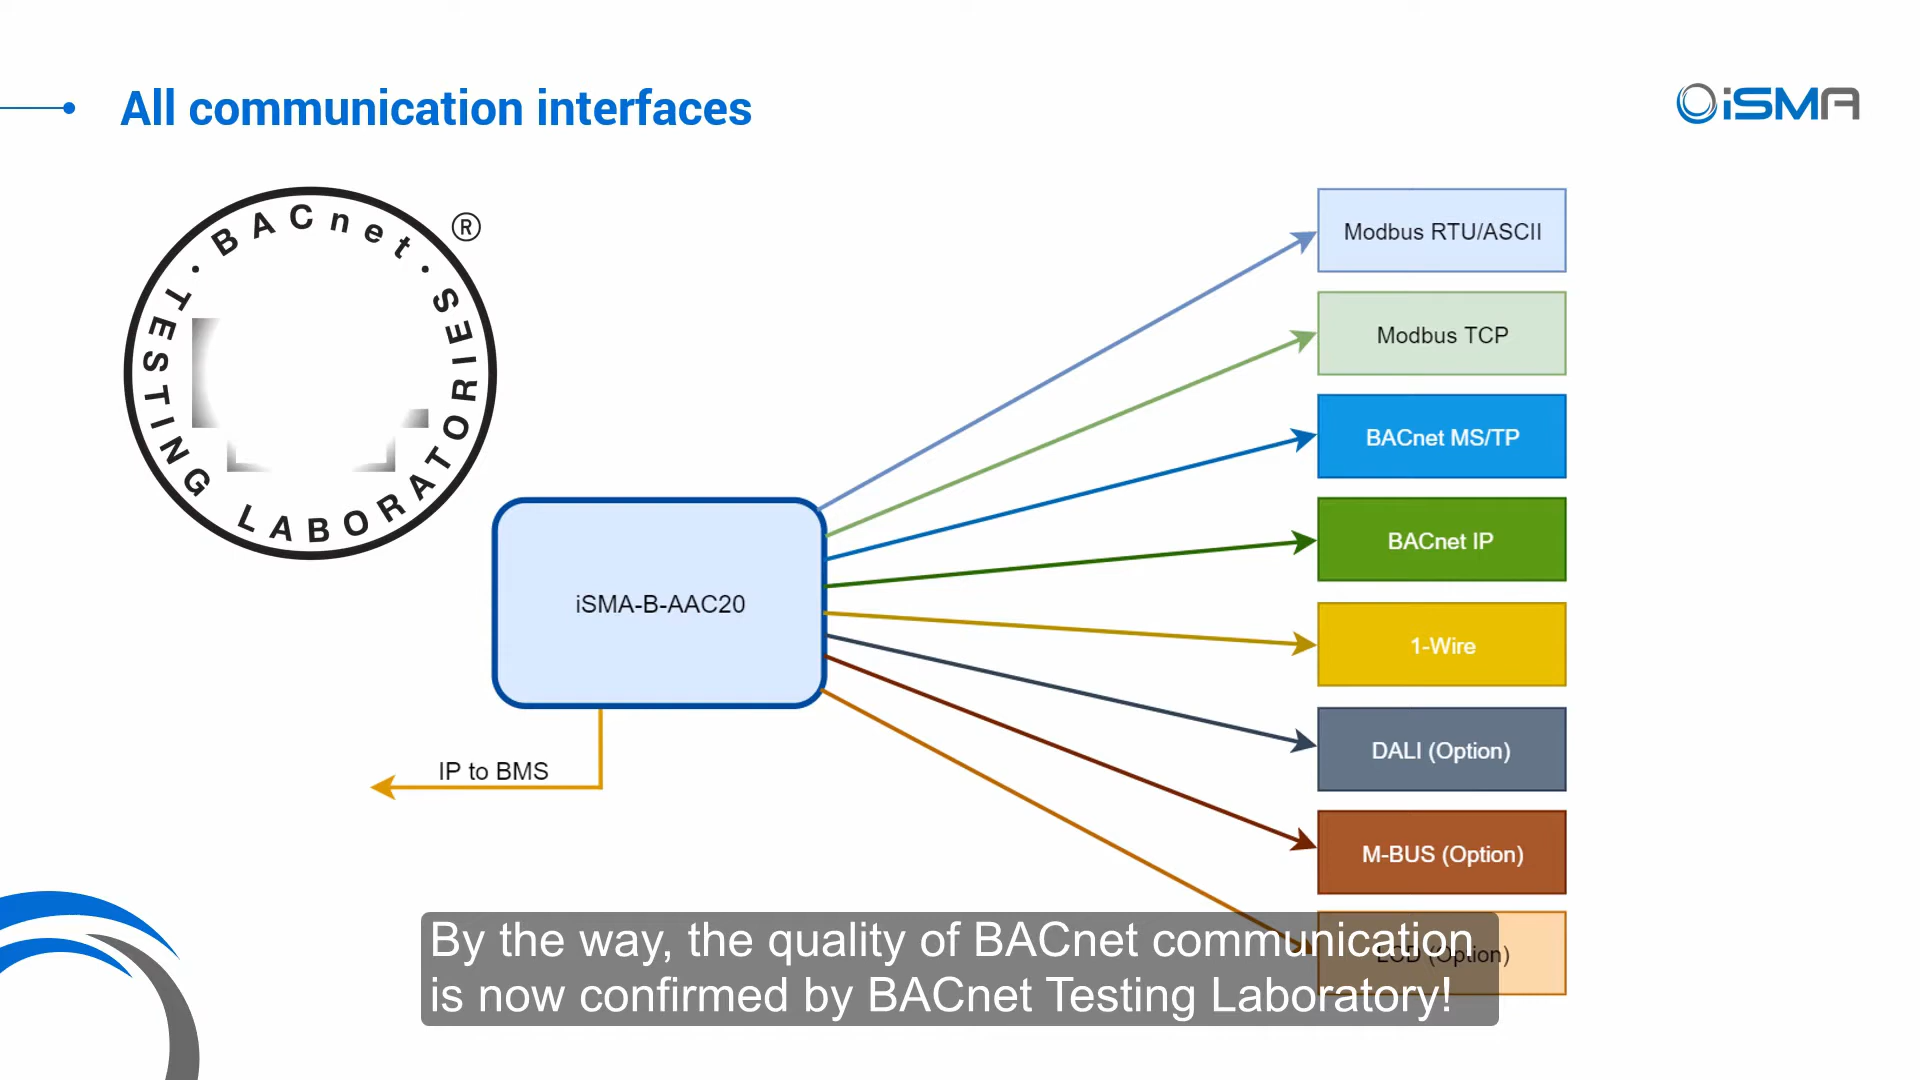 All communication interfaces
iSMA
· BACnet · ®
TESTING LABORATORIES
Modbus RTU/ASCII
Modbus TCP
BACnet MS/TP
BACnet IP
iSMA-B-AAC20
1-Wire
DALI (Option)
IP to BMS
M-BUS (Option)
LCD (Option)
By the way, the quality of BACnet communication
is now confirmed by BACnet Testing Laboratory!